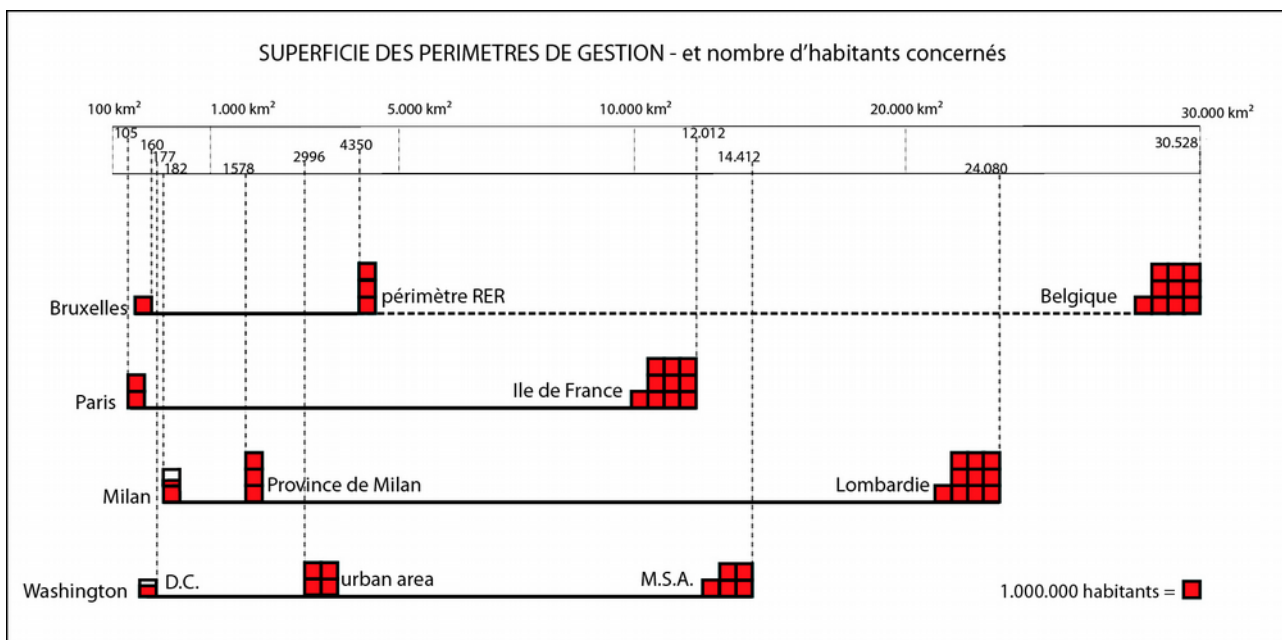 SUPERFICIE DES PERIMETRES DE GESTION - et nombre d'habitants concernés
100 km² 1.000 km² 5.000 km² 10.000 km² 20.000 km² 30.000 km²
105 160 177 182 1578 2996 4350 12.012 14.412 24.080 30.528
Bruxelles périmètre RER Belgique
Paris Ile de France
Milan Province de Milan Lombardie
Washington D.C. urban area M.S.A. 1.000.000 habitants =